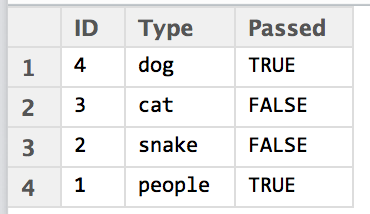 ID Type Passed
1 4 dog TRUE
2 3 cat FALSE
3 2 snake FALSE
4 1 people TRUE